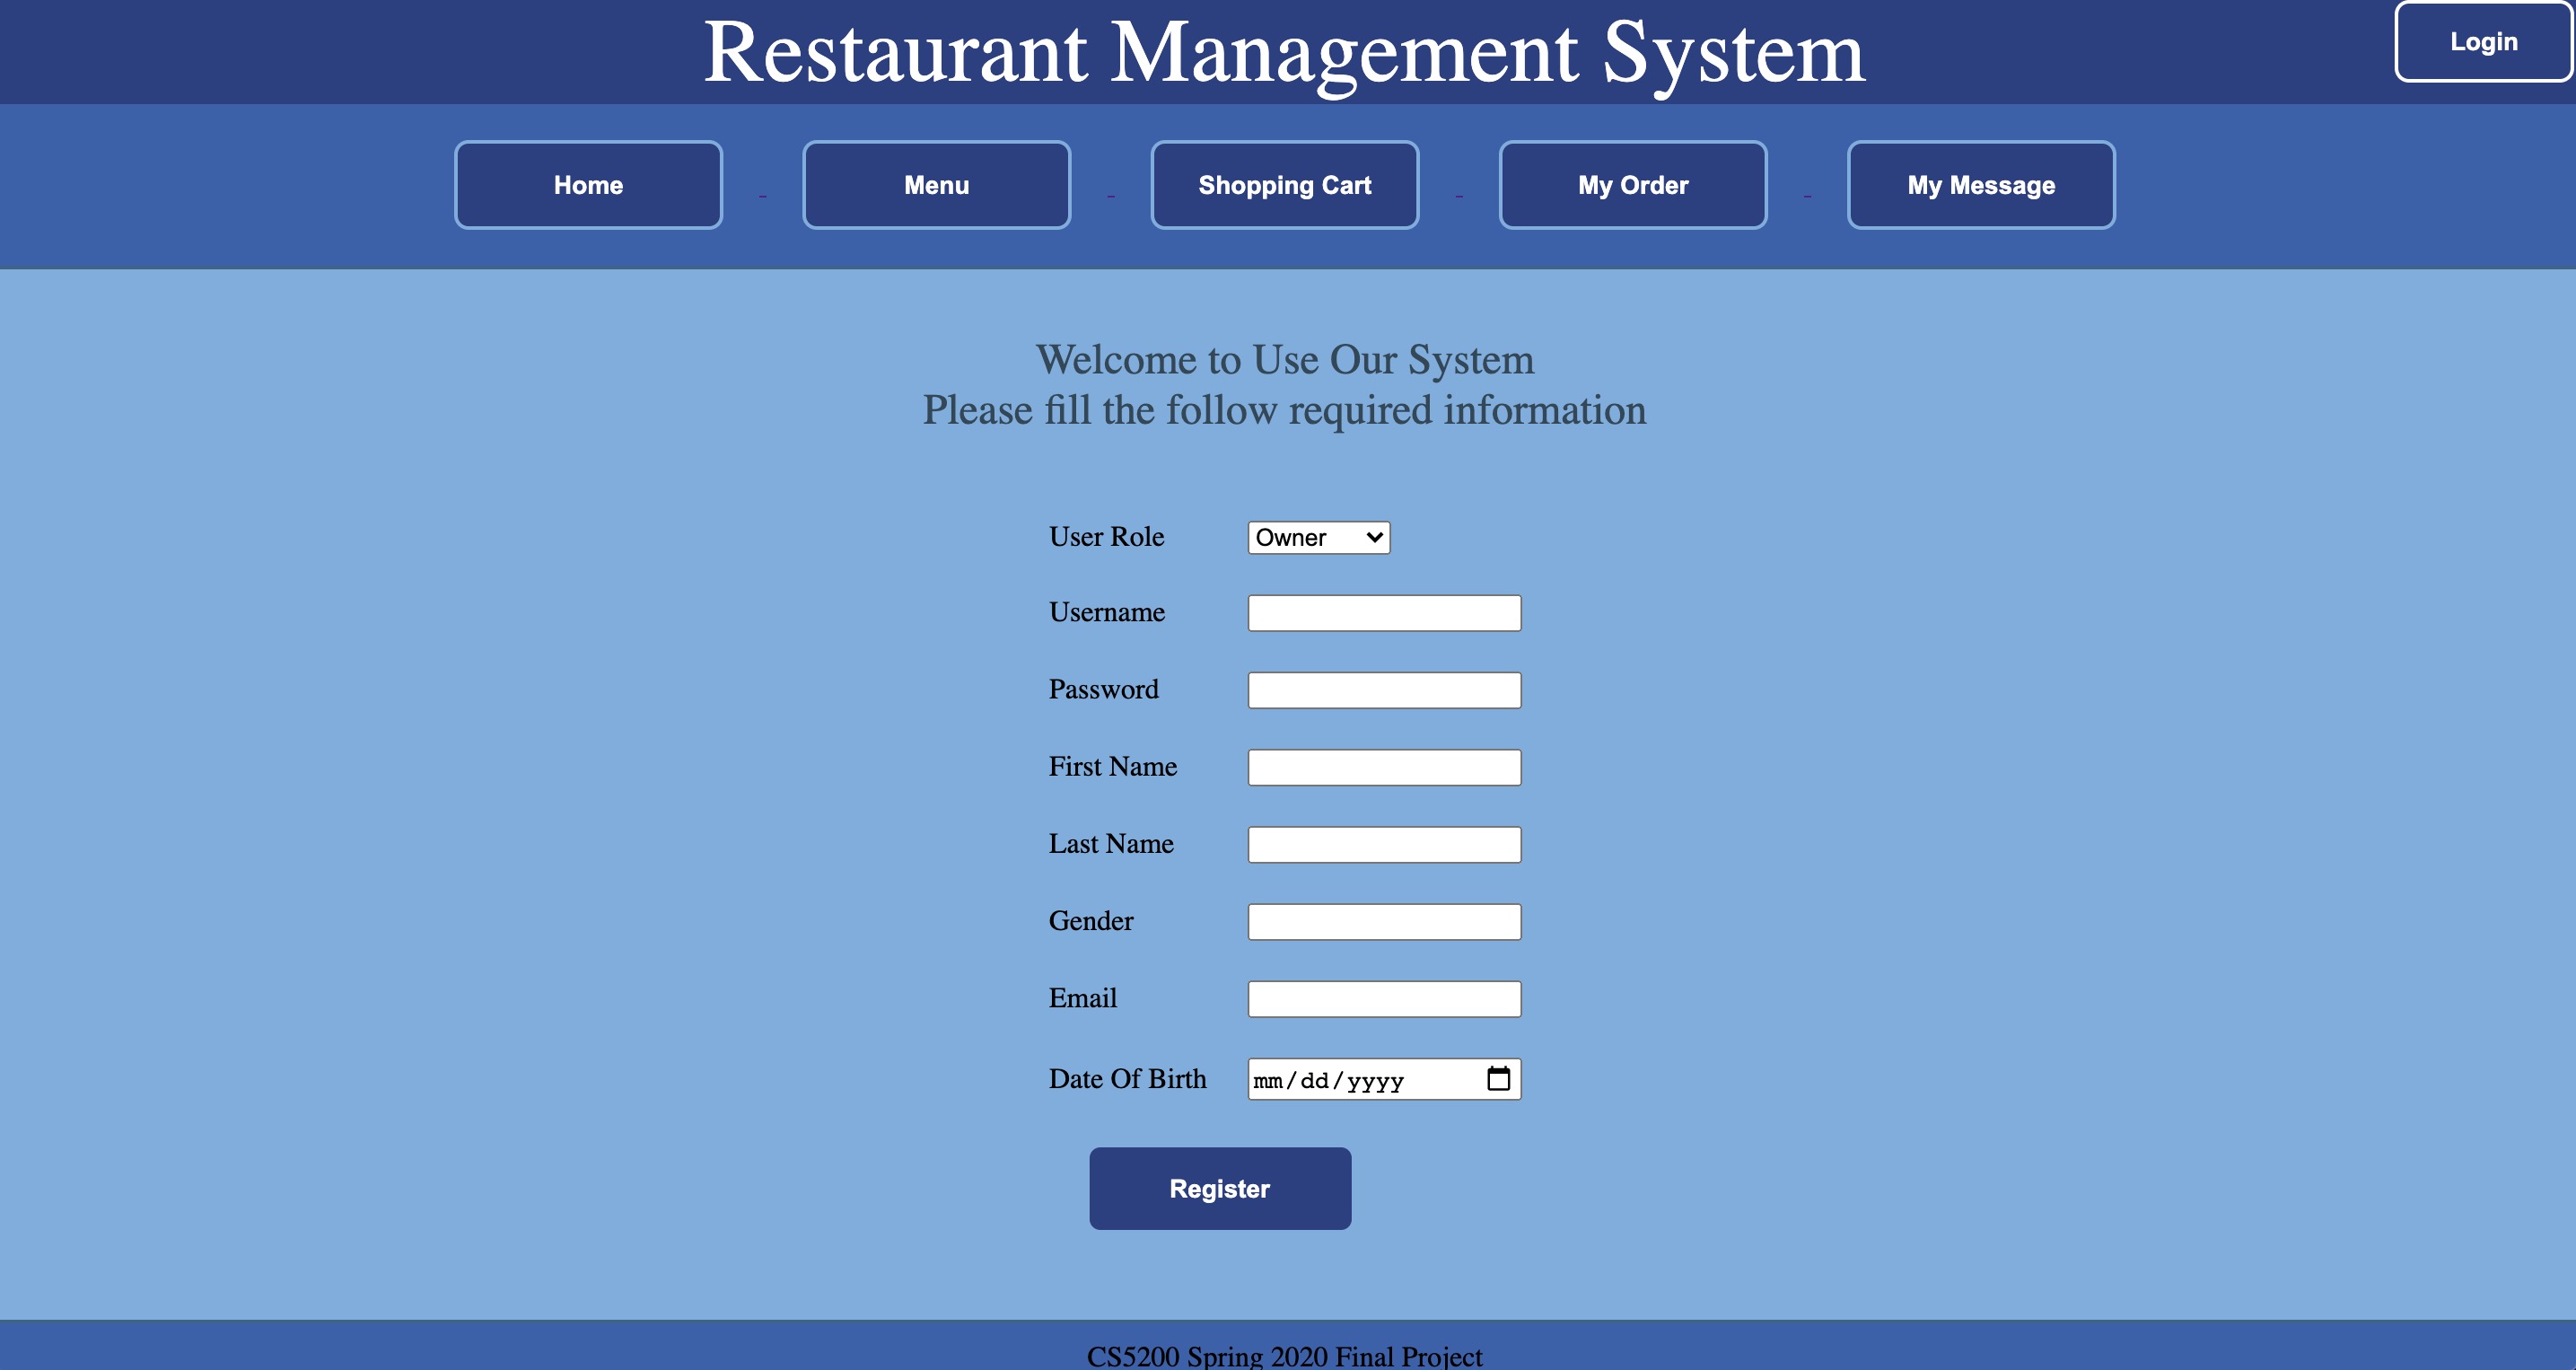 Restaurant Management System
Login
Home
Menu
Shopping Cart
My Order
My Message
Welcome to Use Our System
Please fill the follow required information
User Role Owner
Username
Password
First Name
Last Name
Gender
Email
Date Of Birth mm/dd/yyyy
Register
CS5200 Spring 2020 Final Project